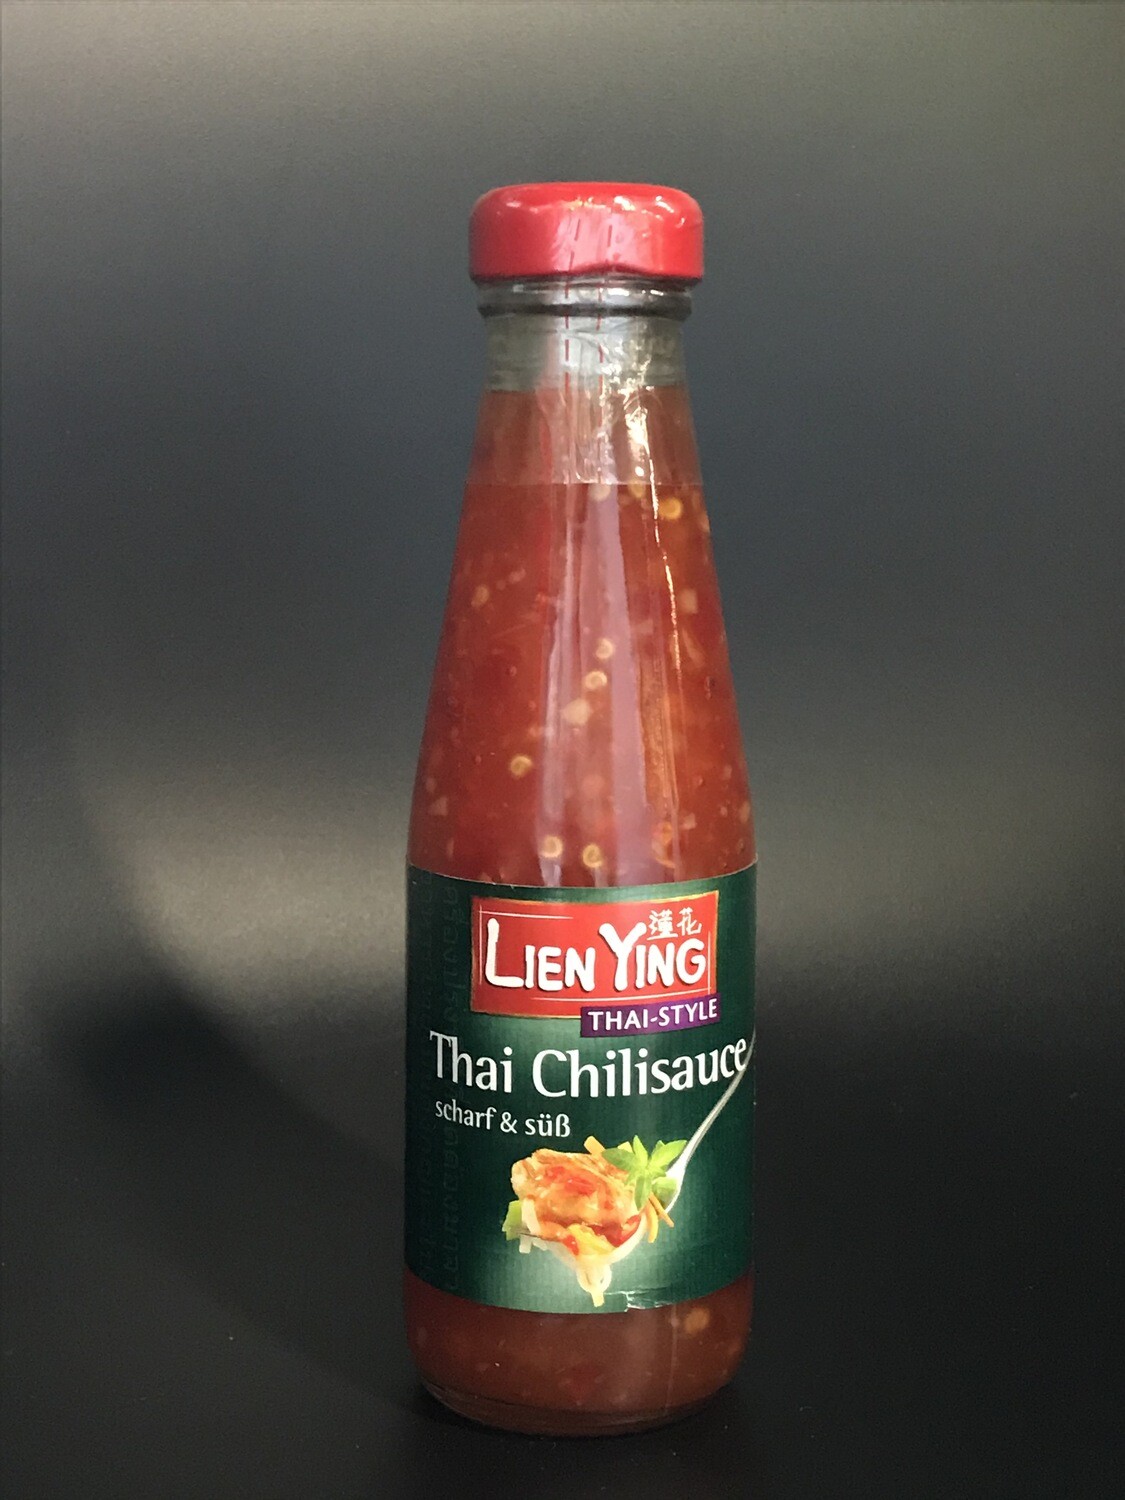 蓮花
LIEN YING
THAI-STYLE
Thai Chilisauce
scharf & süß